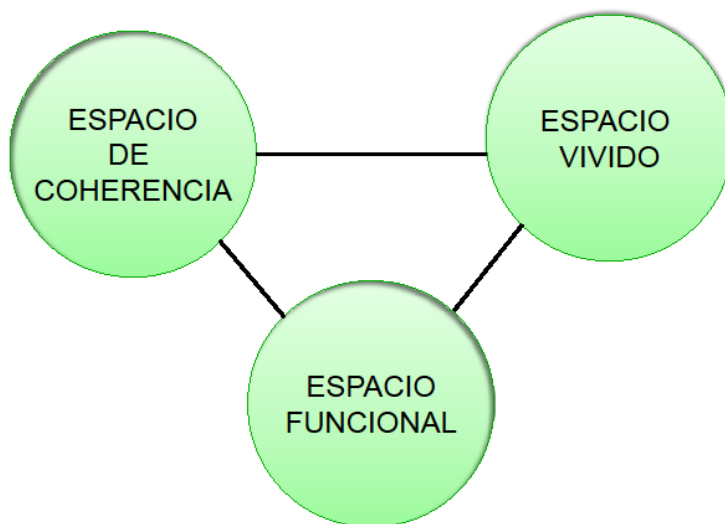 ESPACIO
DE
COHERENCIA
ESPACIO
VIVIDO
ESPACIO
FUNCIONAL